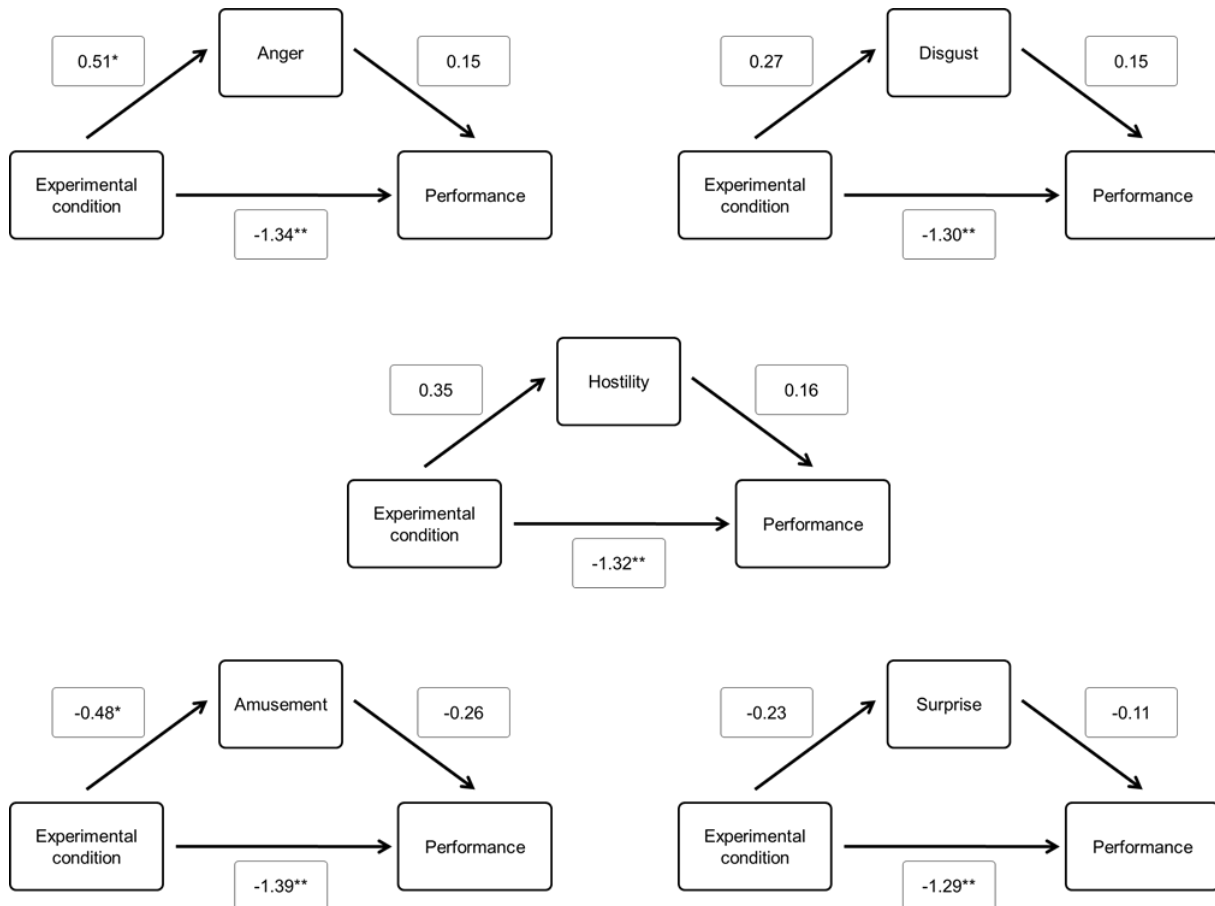 0.51*
Anger
0.15
Experimental
condition
Performance
-1.34**
0.27
Disgust
0.15
Experimental
condition
Performance
-1.30**
0.35
Hostility
0.16
Experimental
condition
Performance
-1.32**
-0.48*
Amusement
-0.26
Experimental
condition
Performance
-1.39**
-0.23
Surprise
-0.11
Experimental
condition
Performance
-1.29**